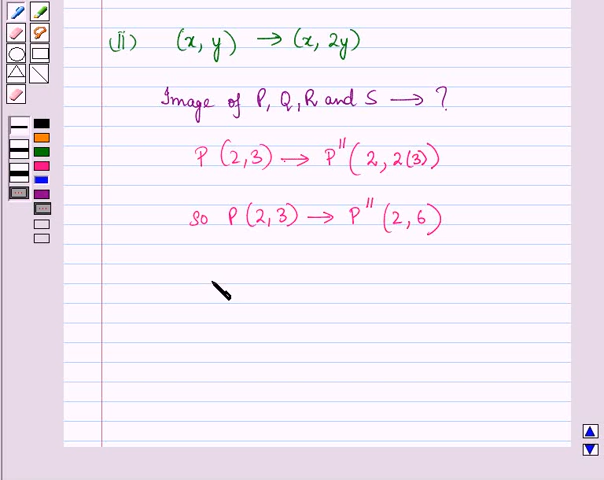 (ii) (x, y) → (x, 2y)
Image of P, Q, R and S → ?
P (2, 3) → P" (2, 2(3))
so P (2, 3) → P" (2, 6)